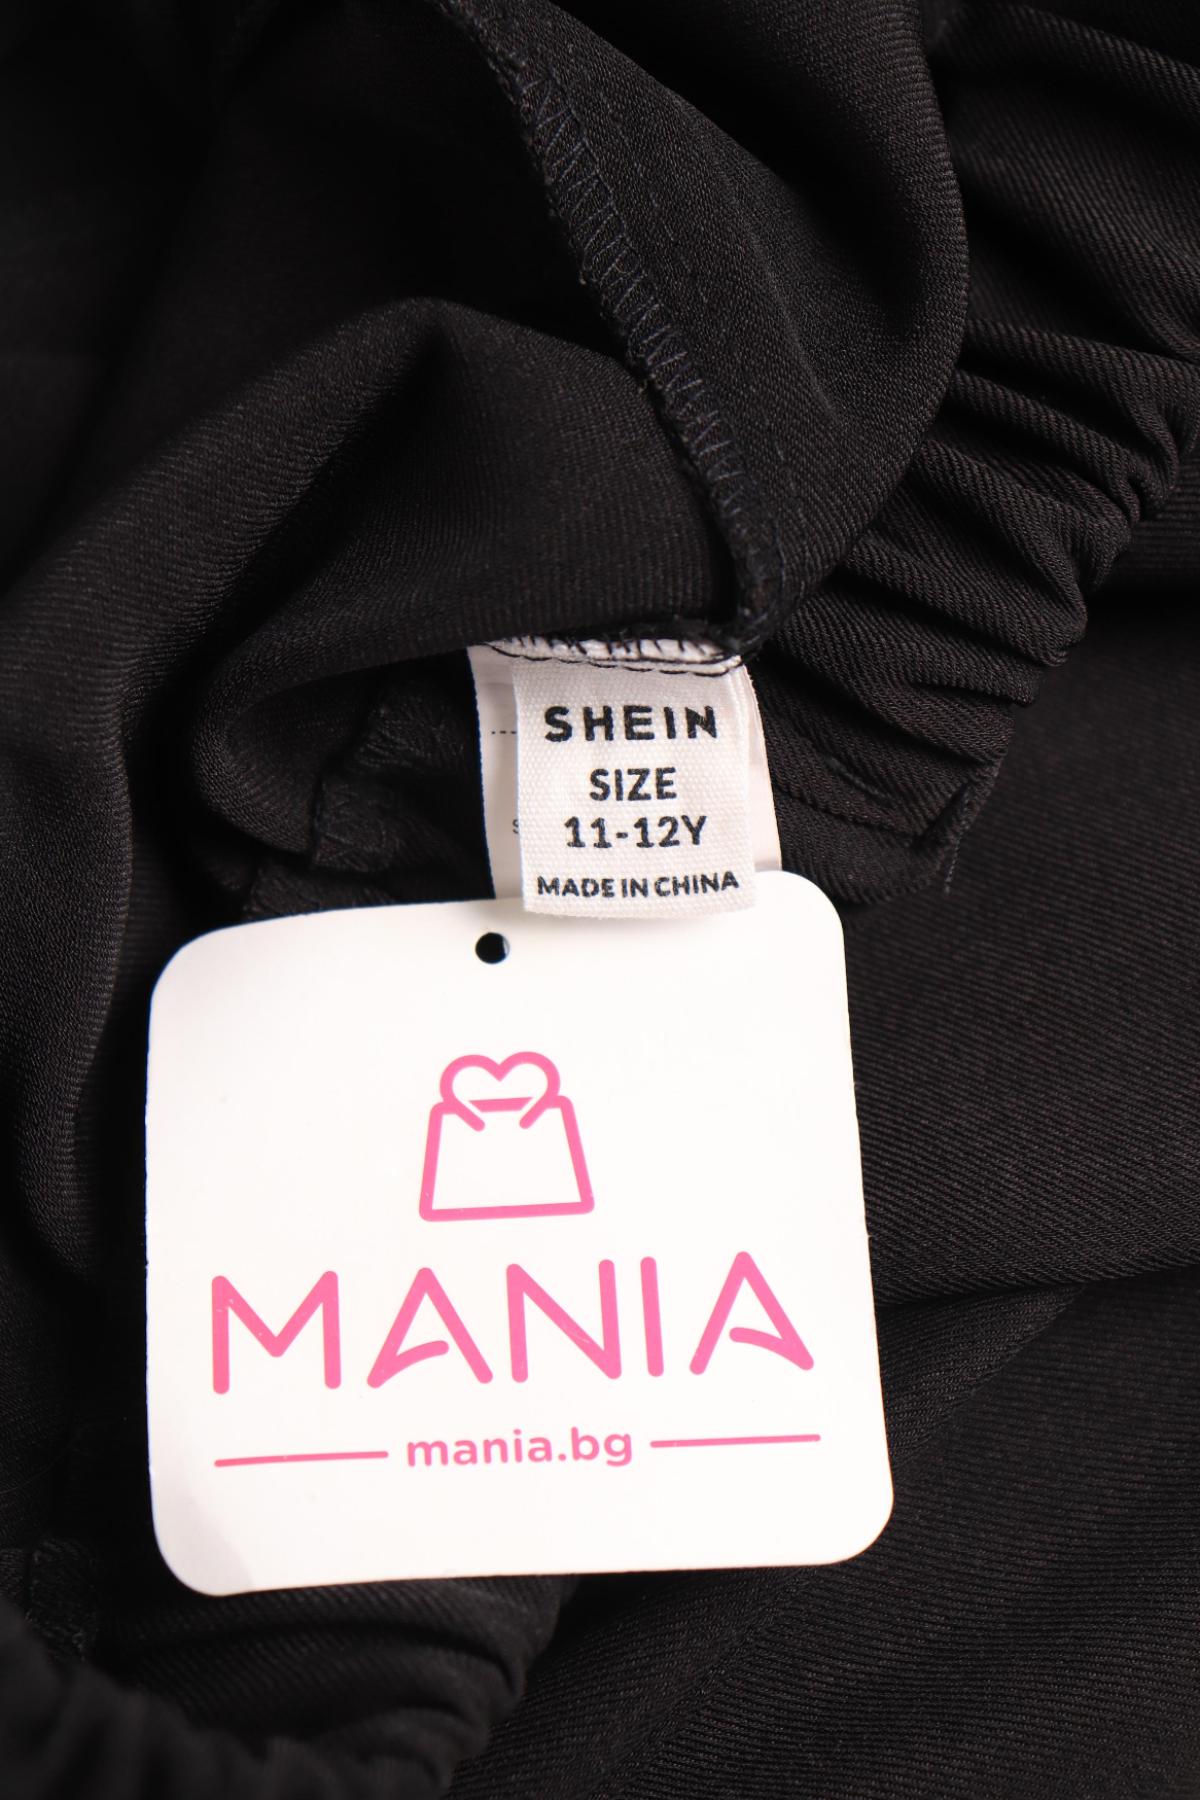 SHEIN
SIZE
11-12Y
MADE IN CHINA
MANIA
mania.bg